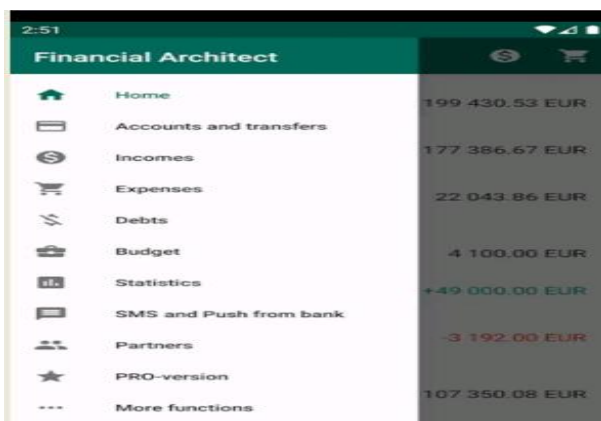 2:51
Financial Architect
Home
199 430.53 EUR
Accounts and transfers
Incomes
177 386.67 EUR
Expenses
22 043.86 EUR
Debts
Budget
4 100.00 EUR
Statistics
+49 000.00 EUR
SMS and Push from bank
Partners
-3 192.00 EUR
PRO-version
107 350.08 EUR
More functions